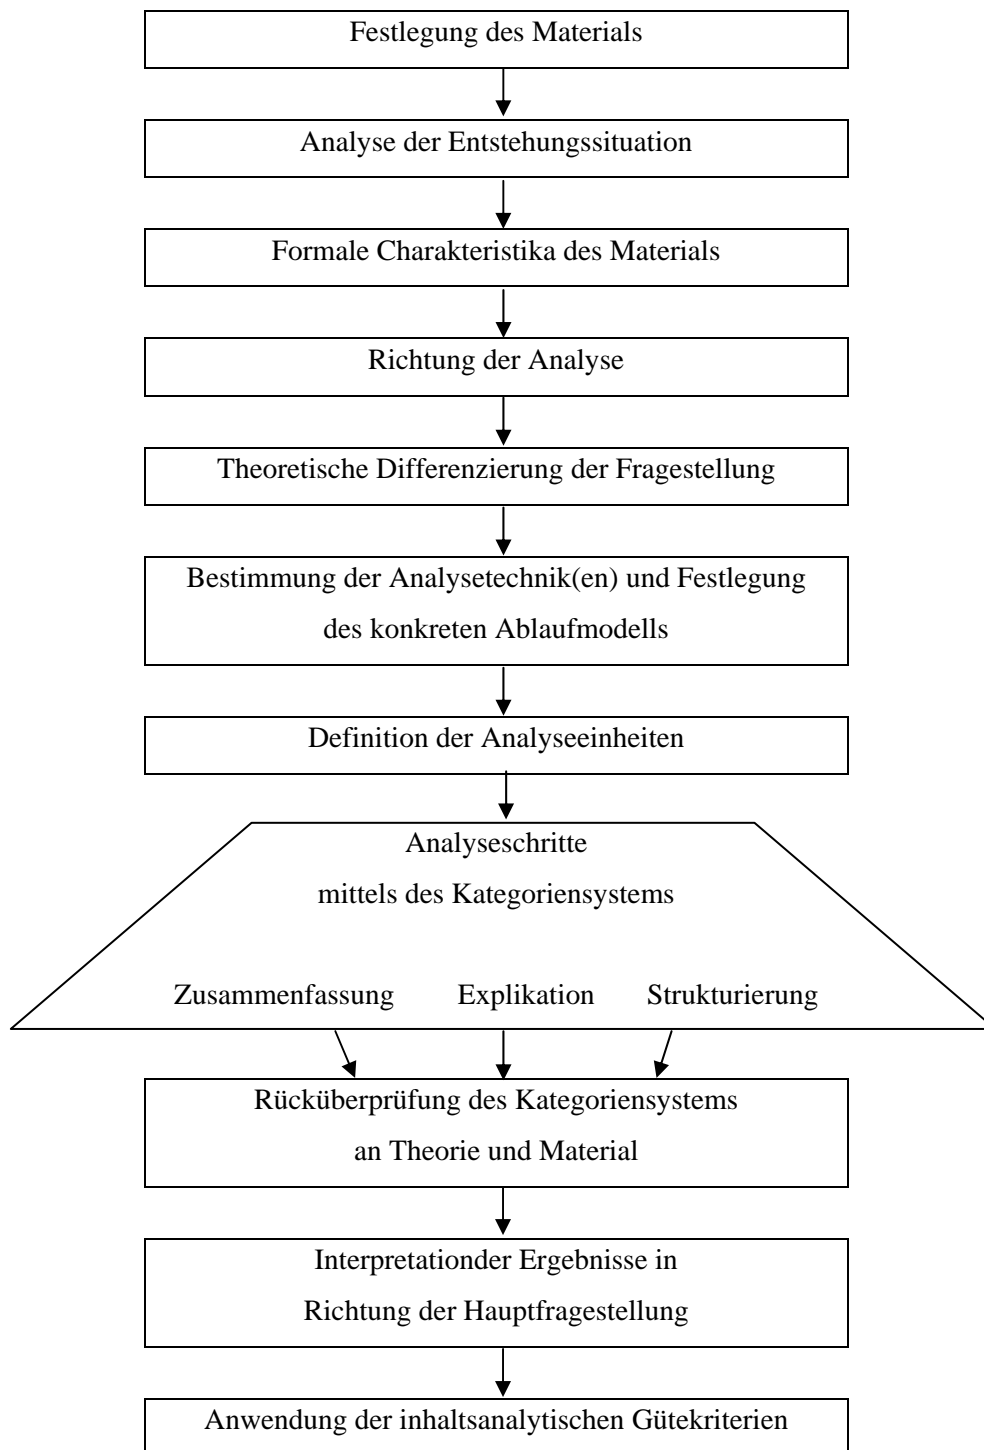 Festlegung des Materials
Analyse der Entstehungssituation
Formale Charakteristika des Materials
Richtung der Analyse
Theoretische Differenzierung der Fragestellung
Bestimmung der Analysetechnik(en) und Festlegung
des konkreten Ablaufmodells
Definition der Analyseeinheiten
Analyseschritte
mittels des Kategoriensystems
Zusammenfassung Explikation Strukturierung
Rücküberprüfung des Kategoriensystems
an Theorie und Material
Interpretationder Ergebnisse in
Richtung der Hauptfragestellung
Anwendung der inhaltsanalytischen Gütekriterien